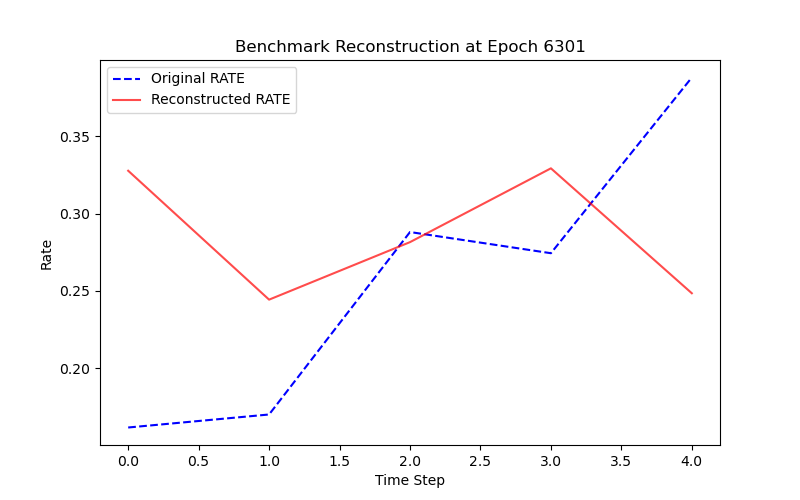 Benchmark Reconstruction at Epoch 6301
Original RATE
Reconstructed RATE
0.35
0.30
0.25
0.20
Rate
0.0 0.5 1.0 1.5 2.0 2.5 3.0 3.5 4.0
Time Step